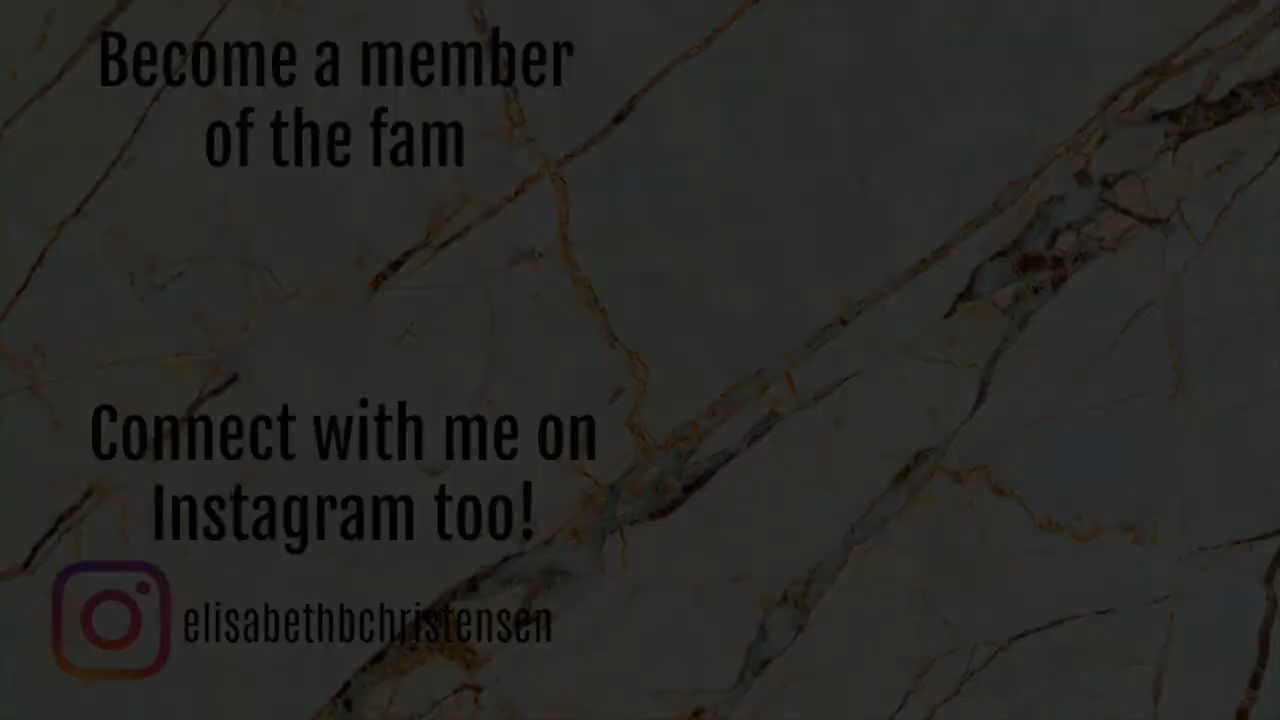 Become a member
of the fam
Connect with me on
Instagram too!
elisabethbchristensen